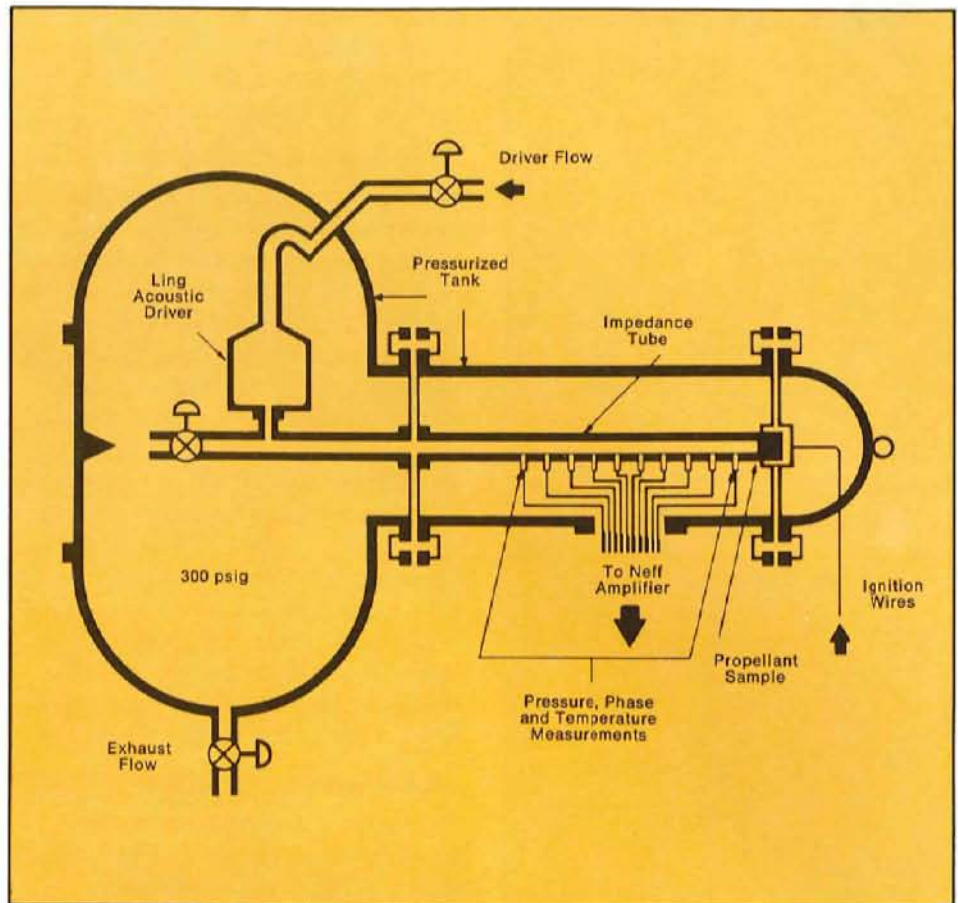 Driver Flow
Ling
Acoustic
Driver
Pressurized
Tank
Impedance
Tube
300 psig
To Neff
Amplifier
Ignition
Wires
Propellant
Sample
Pressure, Phase
and Temperature
Measurements
Exhaust
Flow